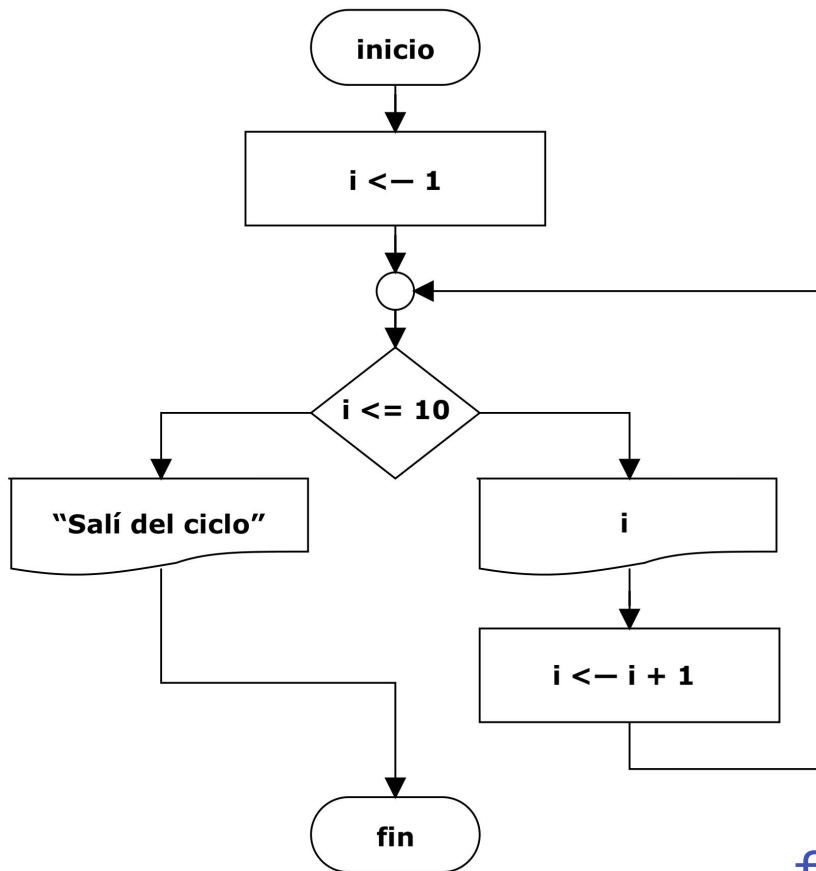 inicio
i <— 1
i <= 10
“Salí del ciclo”
i
i <— i + 1
fin